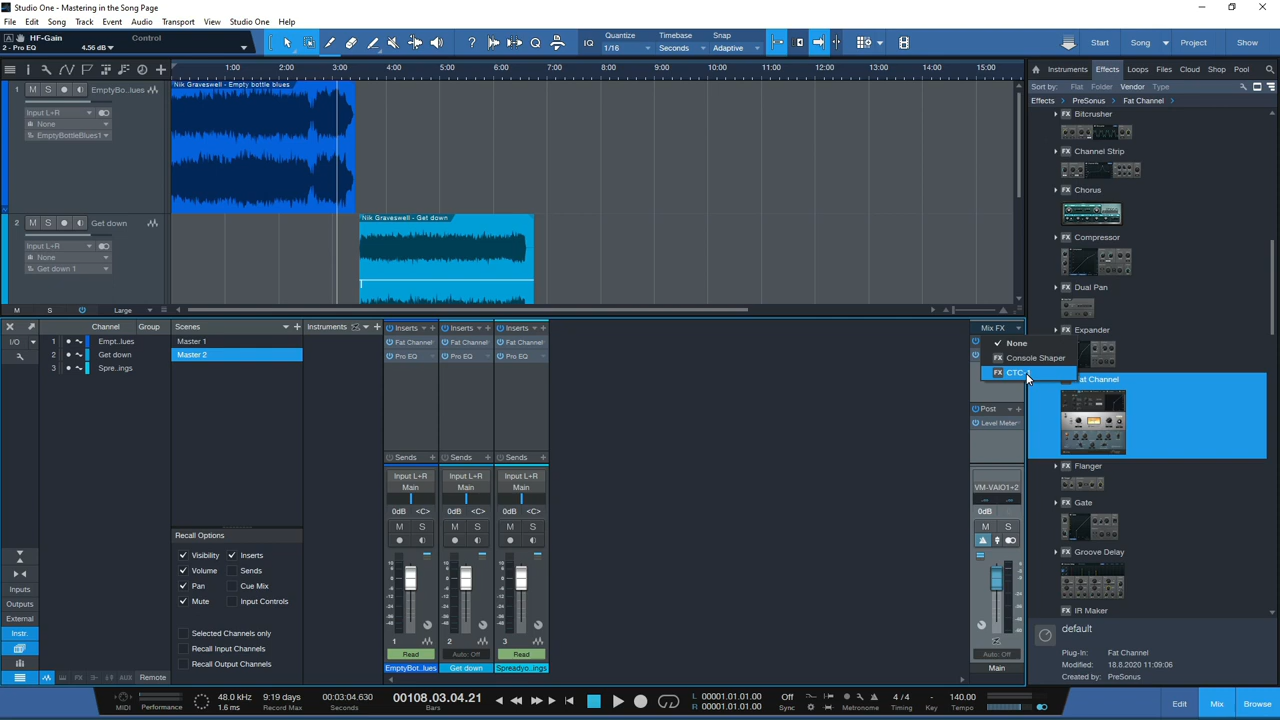 Studio One - Mastering in the Song Page
File Edit Song Track Event Audio Transport View Studio One Help
HF-Gain Control
2 - Pro EQ 4.56 dB
Quantize 1/16 Timebase Seconds Snap Adaptive
IQ
Start Song Project Show
1:00 2:00 3:00 4:00 5:00 6:00 7:00 8:00 9:00 10:00 11:00 12:00 13:00 14:00 15:00
Instruments Effects Loops Files Cloud Shop Pool
Sort by: Flat Folder Vendor Type
Effects PreSonus Fat Channel
1 M S EmptyBo..lues
Input L+R
None
EmptyBottleBlues1
Nik Graveswell - Empty bottle blues
2 M S Get down
Input L+R
None
Get down 1
Nik Graveswell - Get down
M S Large
Bitcrusher
Channel Strip
Chorus
Compressor
Dual Pan
Expander
Fat Channel
Flanger
Gate
Groove Delay
IR Maker
Channel Group
I/O
1 Empt..lues
2 Get down
3 Spre..ings
Scenes
Master 1
Master 2
Instruments
Recall Options
Visibility Inserts
Volume Sends
Pan Cue Mix
Mute Input Controls
Selected Channels only
Recall Input Channels
Recall Output Channels
Inputs
Outputs
External
Instr.
FX AUX Remote
Inserts Inserts Inserts
Fat Channel Fat Channel Fat Channel
Pro EQ Pro EQ Pro EQ
Sends Sends Sends
Input L+R Input L+R Input L+R
Main Main Main
0dB <C> 0dB <C> 0dB <C>
M S M S M S
1 2 3
Read Auto: Off Read
EmptyBot..lues Get down Spreadyo..ings
Mix FX
None
Console Shaper
CTC-1
Post
Level Meter
VM-VAIO1+2
0dB
M S
Auto: Off
Main
default
Plug-In: Fat Channel
Modified: 18.8.2020 11:09:06
Created by: PreSonus
MIDI Performance
48.0 kHz
1.6 ms
9:19 days
Record Max
00:03:04.630
Seconds
00108.03.04.21
Bars
L 00001.01.01.00
R 00001.01.01.00
Off
Sync
Metronome
4 / 4
Timing
-
Key
140.00
Tempo
Edit Mix Browse